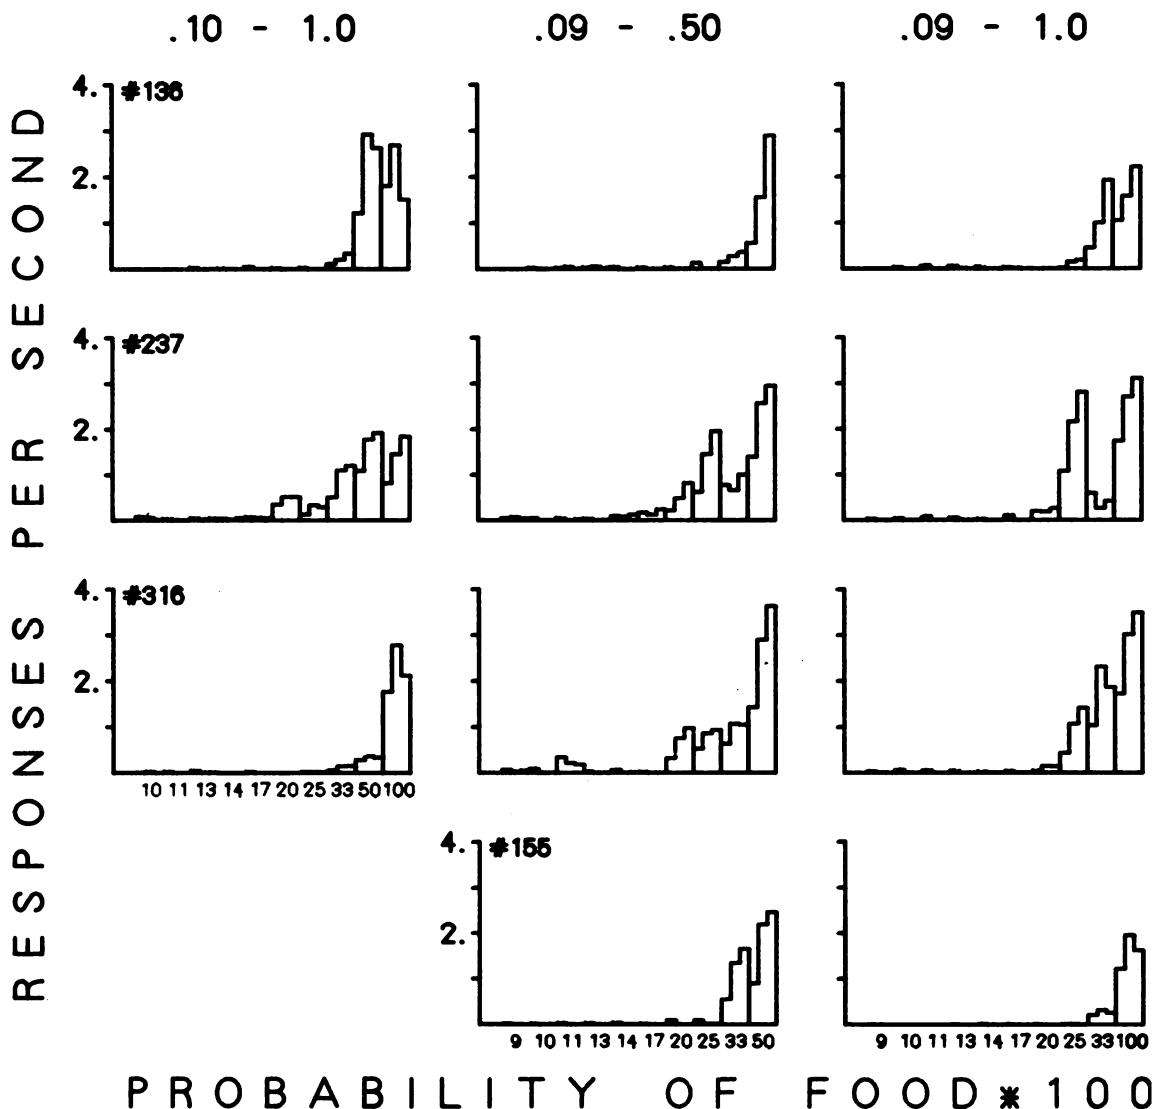 .10 - 1.0
.09 - .50
.09 - 1.0
RESPONSES PER SECOND
4.
#136
2.
4.
#237
2.
4.
#316
2.
10 11 13 14 17 20 25 33 50 100
4.
#155
2.
9 10 11 13 14 17 20 25 33 50
9 10 11 13 14 17 20 25 33 100
PROBABILITY OF FOOD*100